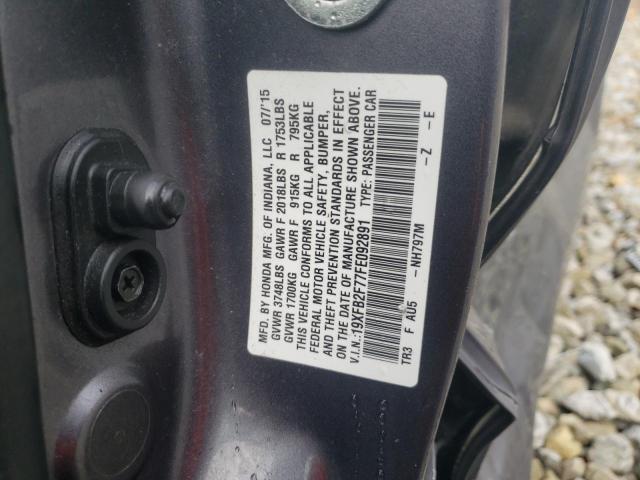 MFD. BY HONDA MFG. OF INDIANA, LLC 07/'15
GVWR 3748LBS GAWR F 2018LBS R 1753LBS
GVWR 1700KG GAWR F 915KG R 795KG
THIS VEHICLE CONFORMS TO ALL APPLICABLE
FEDERAL MOTOR VEHICLE SAFETY, BUMPER,
AND THEFT PREVENTION STANDARDS IN EFFECT
ON THE DATE OF MANUFACTURE SHOWN ABOVE.
V.I.N.:19XFB2F77FE092891 TYPE: PASSENGER CAR
TR3 F AU5 -NH797M -Z -E